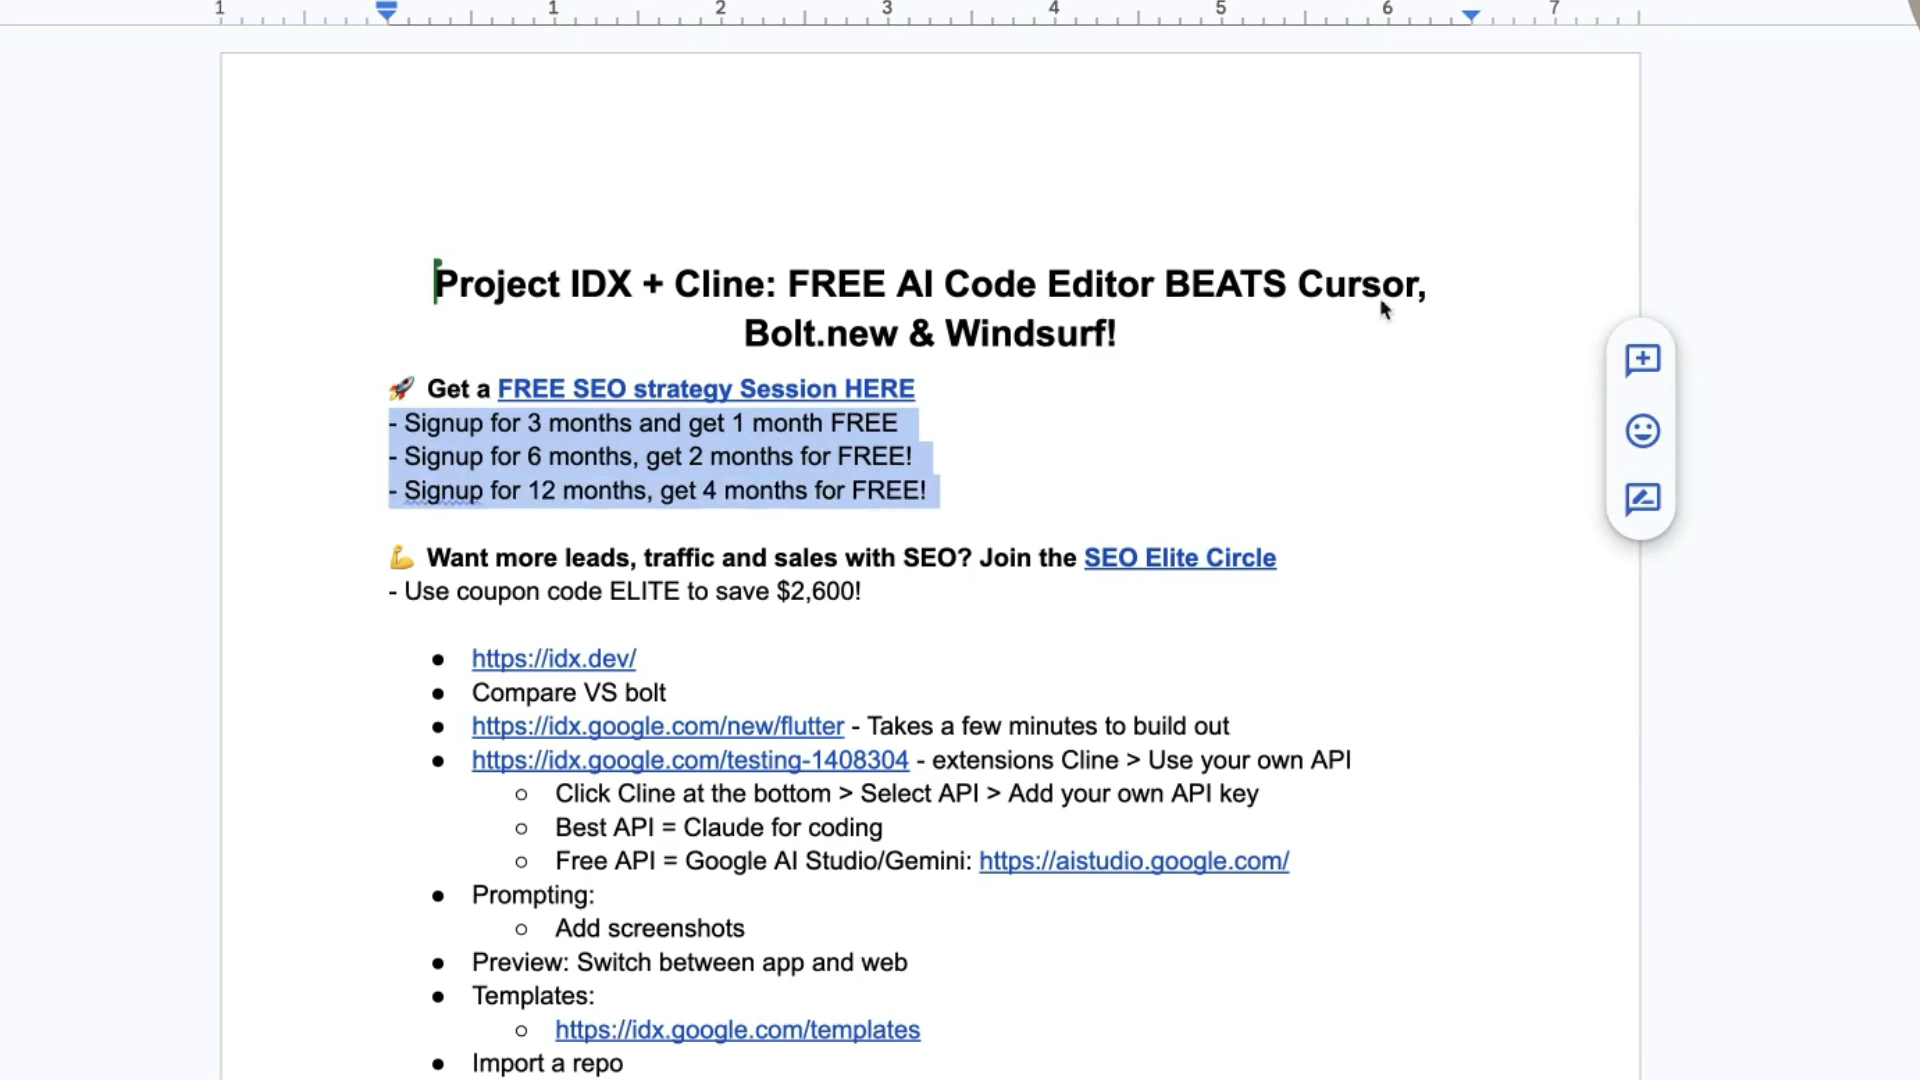 1 1 2 3 4 5 6 7
Project IDX + Cline: FREE AI Code Editor BEATS Cursor,
Bolt.new & Windsurf!
🚀 Get a FREE SEO strategy Session HERE
- Signup for 3 months and get 1 month FREE
- Signup for 6 months, get 2 months for FREE!
- Signup for 12 months, get 4 months for FREE!
💪 Want more leads, traffic and sales with SEO? Join the SEO Elite Circle
- Use coupon code ELITE to save $2,600!
● https://idx.dev/
● Compare VS bolt
● https://idx.google.com/new/flutter - Takes a few minutes to build out
● https://idx.google.com/testing-1408304 - extensions Cline > Use your own API
○ Click Cline at the bottom > Select API > Add your own API key
○ Best API = Claude for coding
○ Free API = Google AI Studio/Gemini: https://aistudio.google.com/
● Prompting:
○ Add screenshots
● Preview: Switch between app and web
● Templates:
○ https://idx.google.com/templates
● Import a repo